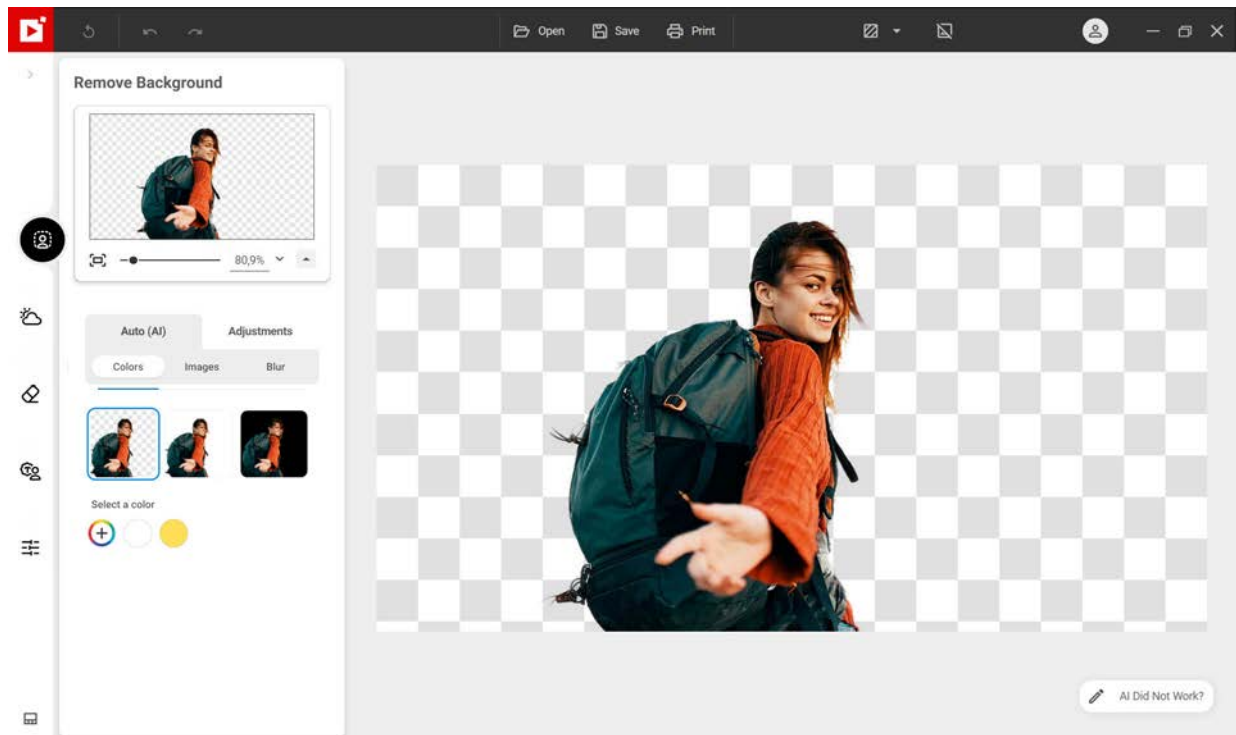 Open Save Print
Remove Background
80,9%
Auto (AI) Adjustments
Colors Images Blur
Select a color
AI Did Not Work?